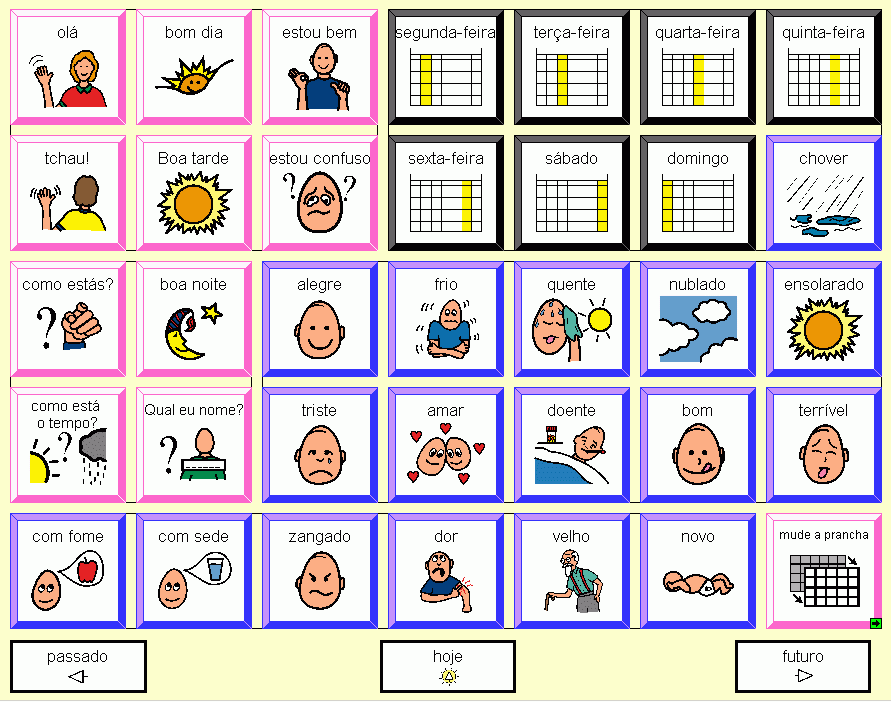 olá
bom dia
estou bem
segunda-feira
terça-feira
quarta-feira
quinta-feira
tchau!
Boa tarde
estou confuso
sexta-feira
sábado
domingo
chover
como estás?
boa noite
alegre
frio
quente
nublado
ensolarado
como está
o tempo?
Qual eu nome?
triste
amar
doente
bom
terrível
com fome
com sede
zangado
dor
velho
novo
mude a prancha
passado
hoje
futuro